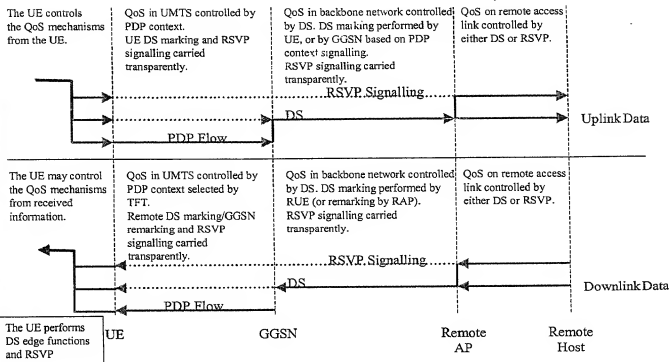 The UE controls
the QoS mechanisms
from the UE.
QoS in UMTS controlled by
PDP context.
UE DS marking and RSVP
signalling carried
transparently.
QoS in backbone network controlled
by DS. DS marking performed by
UE, or by GGSN based on PDP
context signalling.
RSVP signalling carried
transparently.
QoS on remote access
link controlled by
either DS or RSVP.
RSVP Signalling
DS
PDP Flow
Uplink Data
The UE may control
the QoS mechanisms
from received
information.
QoS in UMTS controlled by
PDP context selected by
TFT.
Remote DS marking/GGSN
remarking and RSVP
signalling carried
transparently.
QoS in backbone network controlled
by DS. DS marking performed by
RUE (or remarking by RAP).
RSVP signalling carried
transparently.
QoS on remote access
link controlled by
either DS or RSVP.
RSVP Signalling
DS
PDP Flow
Downlink Data
The UE performs
DS edge functions
and RSVP
UE
GGSN
Remote
AP
Remote
Host